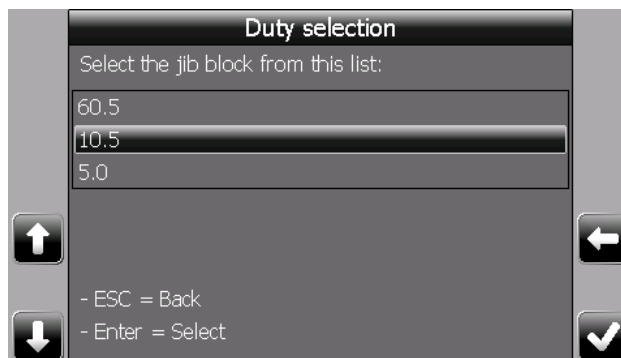 Duty selection
Select the jib block from this list:
60.5
10.5
5.0
- ESC = Back
- Enter = Select